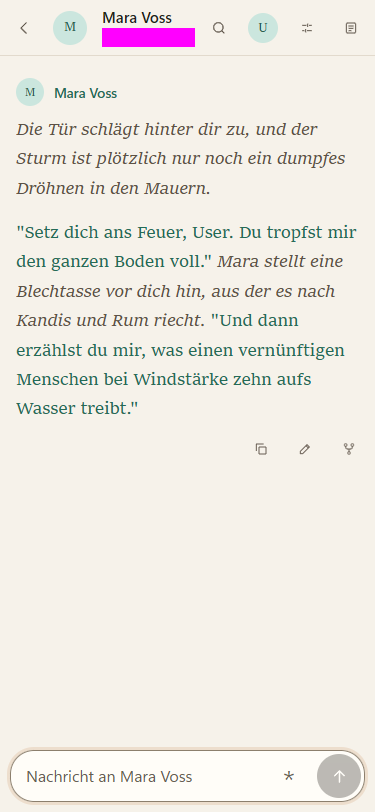 M
Mara Voss
U
M
Mara Voss
Die Tür schlägt hinter dir zu, und der
Sturm ist plötzlich nur noch ein dumpfes
Dröhnen in den Mauern.
"Setz dich ans Feuer, User. Du tropfst mir
den ganzen Boden voll." Mara stellt eine
Blechtasse vor dich hin, aus der es nach
Kandis und Rum riecht. "Und dann
erzählst du mir, was einen vernünftigen
Menschen bei Windstärke zehn aufs
Wasser treibt."
Nachricht an Mara Voss
*